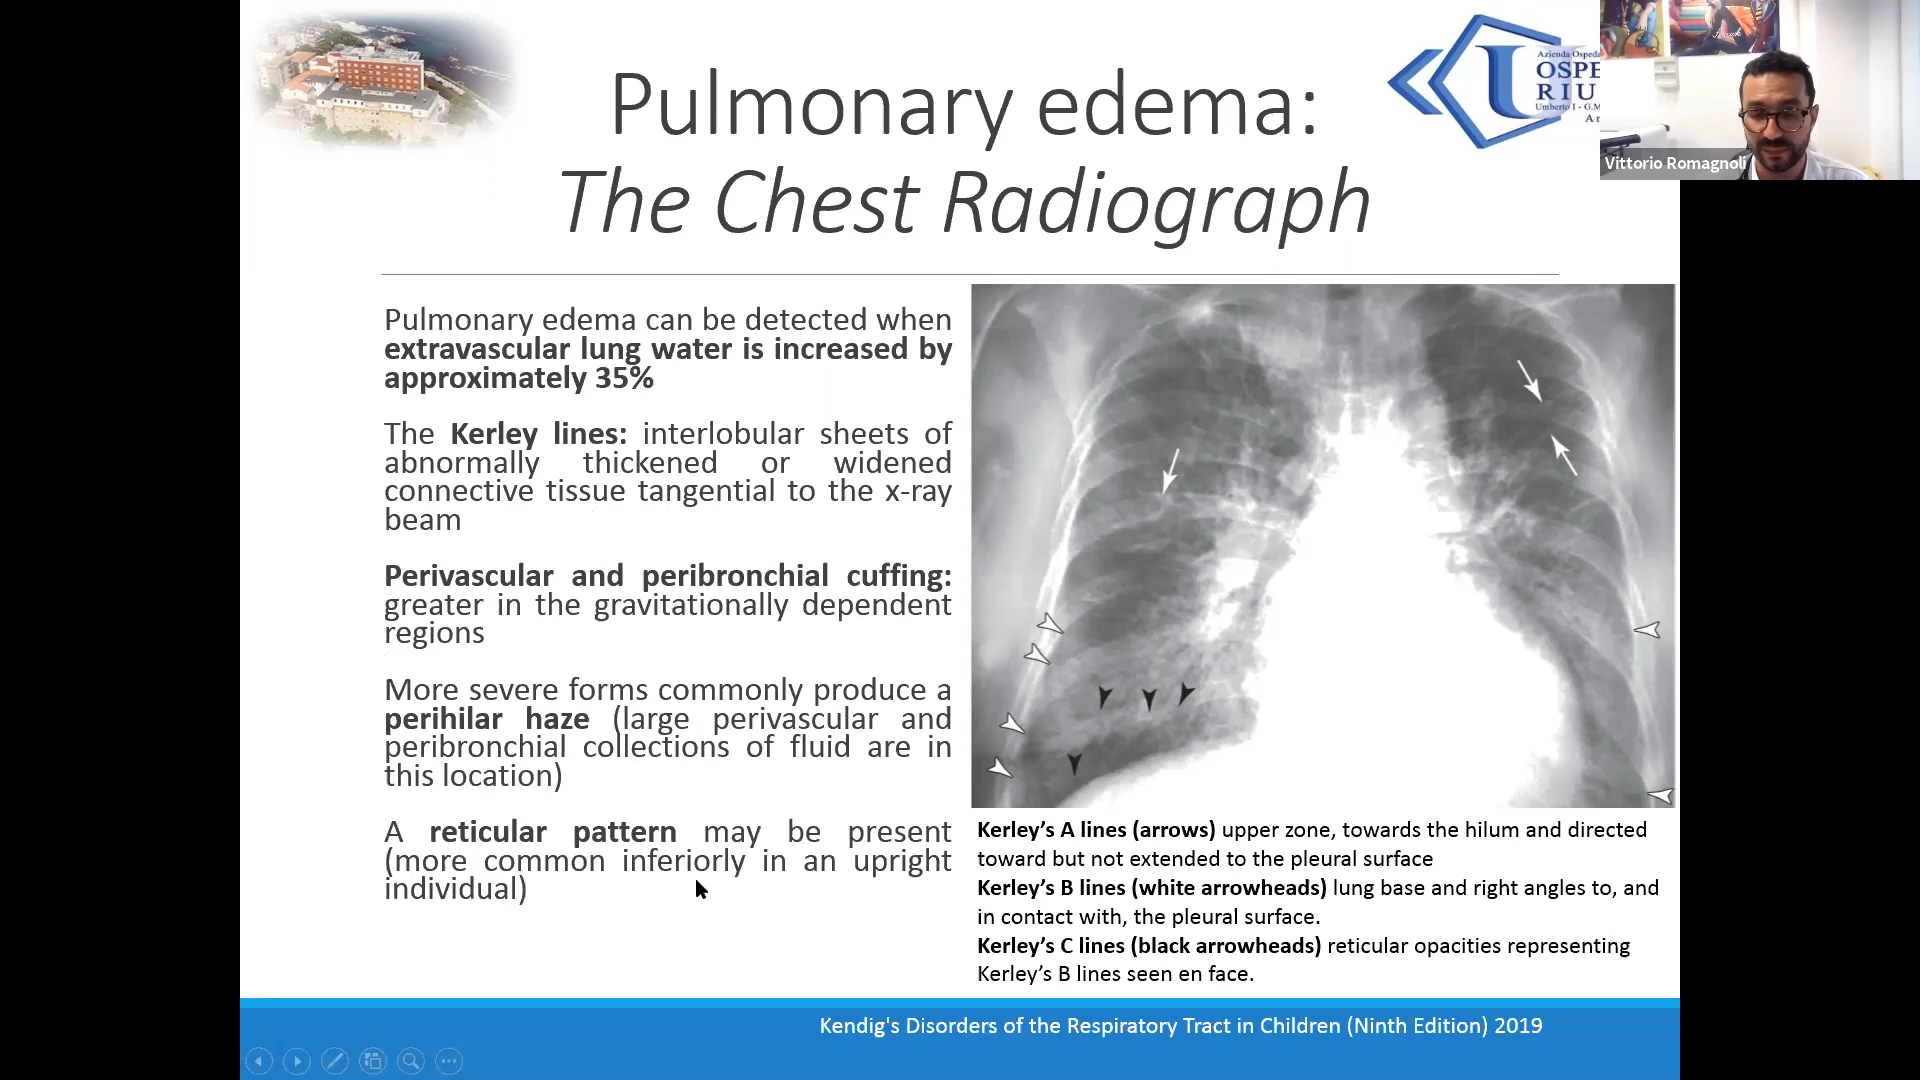 Pulmonary edema:
The Chest Radiograph
Azienda Osped
OSPE
RIU
Umberto I - G.M
An
Vittorio Romagnoli
Pulmonary edema can be detected when
extravascular lung water is increased by
approximately 35%
The Kerley lines: interlobular sheets of
abnormally thickened or widened
connective tissue tangential to the x-ray
beam
Perivascular and peribronchial cuffing:
greater in the gravitationally dependent
regions
More severe forms commonly produce a
perihilar haze (large perivascular and
peribronchial collections of fluid are in
this location)
A reticular pattern may be present
(more common inferiorly in an upright
individual)
Kerley’s A lines (arrows) upper zone, towards the hilum and directed
toward but not extended to the pleural surface
Kerley’s B lines (white arrowheads) lung base and right angles to, and
in contact with, the pleural surface.
Kerley’s C lines (black arrowheads) reticular opacities representing
Kerley’s B lines seen en face.
Kendig's Disorders of the Respiratory Tract in Children (Ninth Edition) 2019